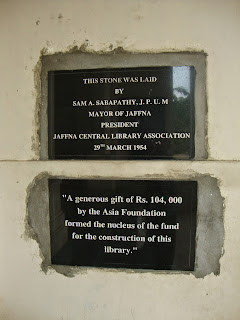 THIS STONE WAS LAID
BY
SAM A. SABAPATHY, J. P. U. M
MAYOR OF JAFFNA
PRESIDENT
JAFFNA CENTRAL LIBRARY ASSOCIATION
29TH MARCH 1954
"A generous gift of Rs. 104, 000
by the Asia Foundation
formed the nucleus of the fund
for the construction of this
library."